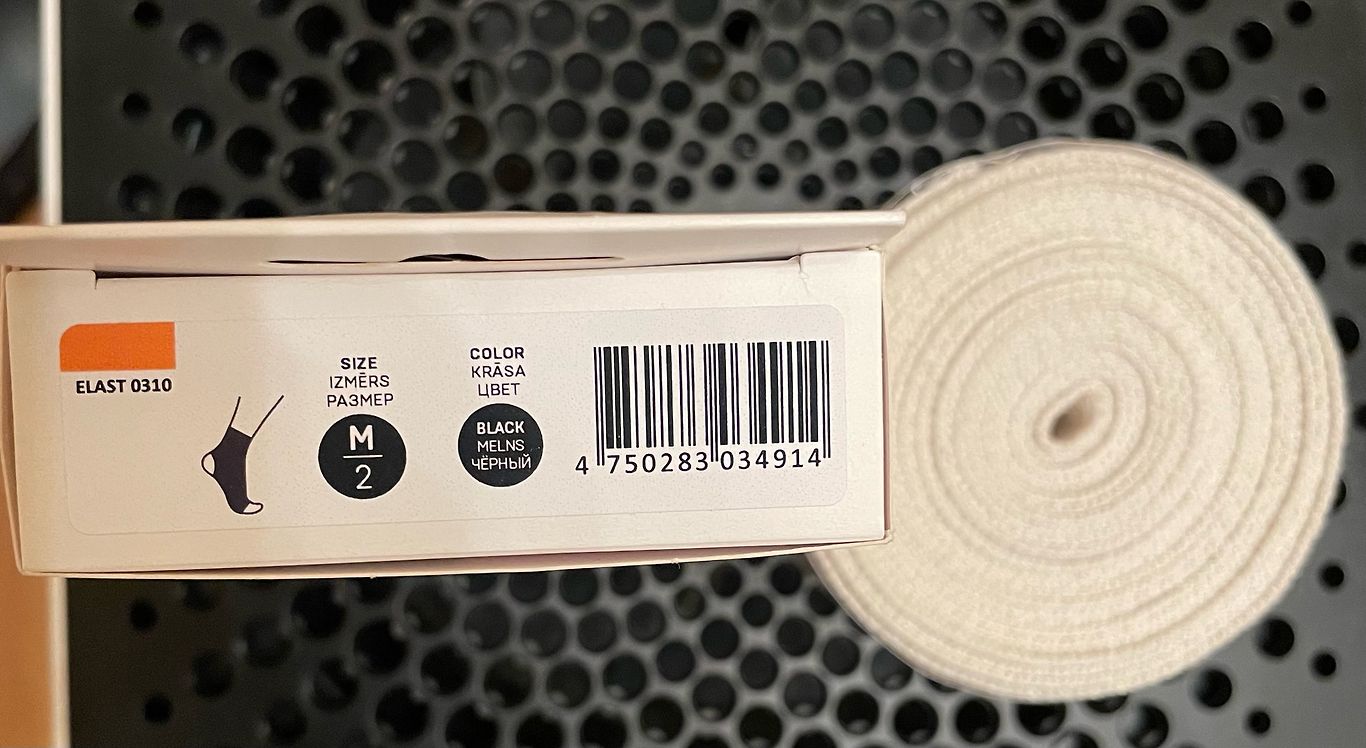 ELAST 0310
SIZE
IZMĒRS
РАЗМЕР
M
2
COLOR
KRĀSA
ЦВЕТ
BLACK
MELNS
ЧЁРНЫЙ
4 750283 034914